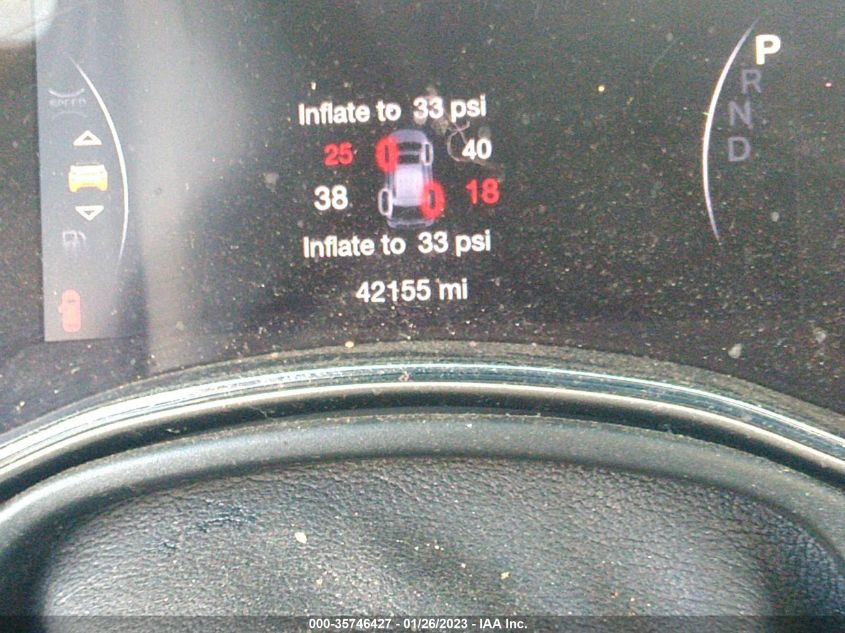 P
SPEED
R
Inflate to 33 psi
N
25 40
D
38 18
Inflate to 33 psi
42155 mi
000-35746427 - 01/26/2023 - IAA Inc.